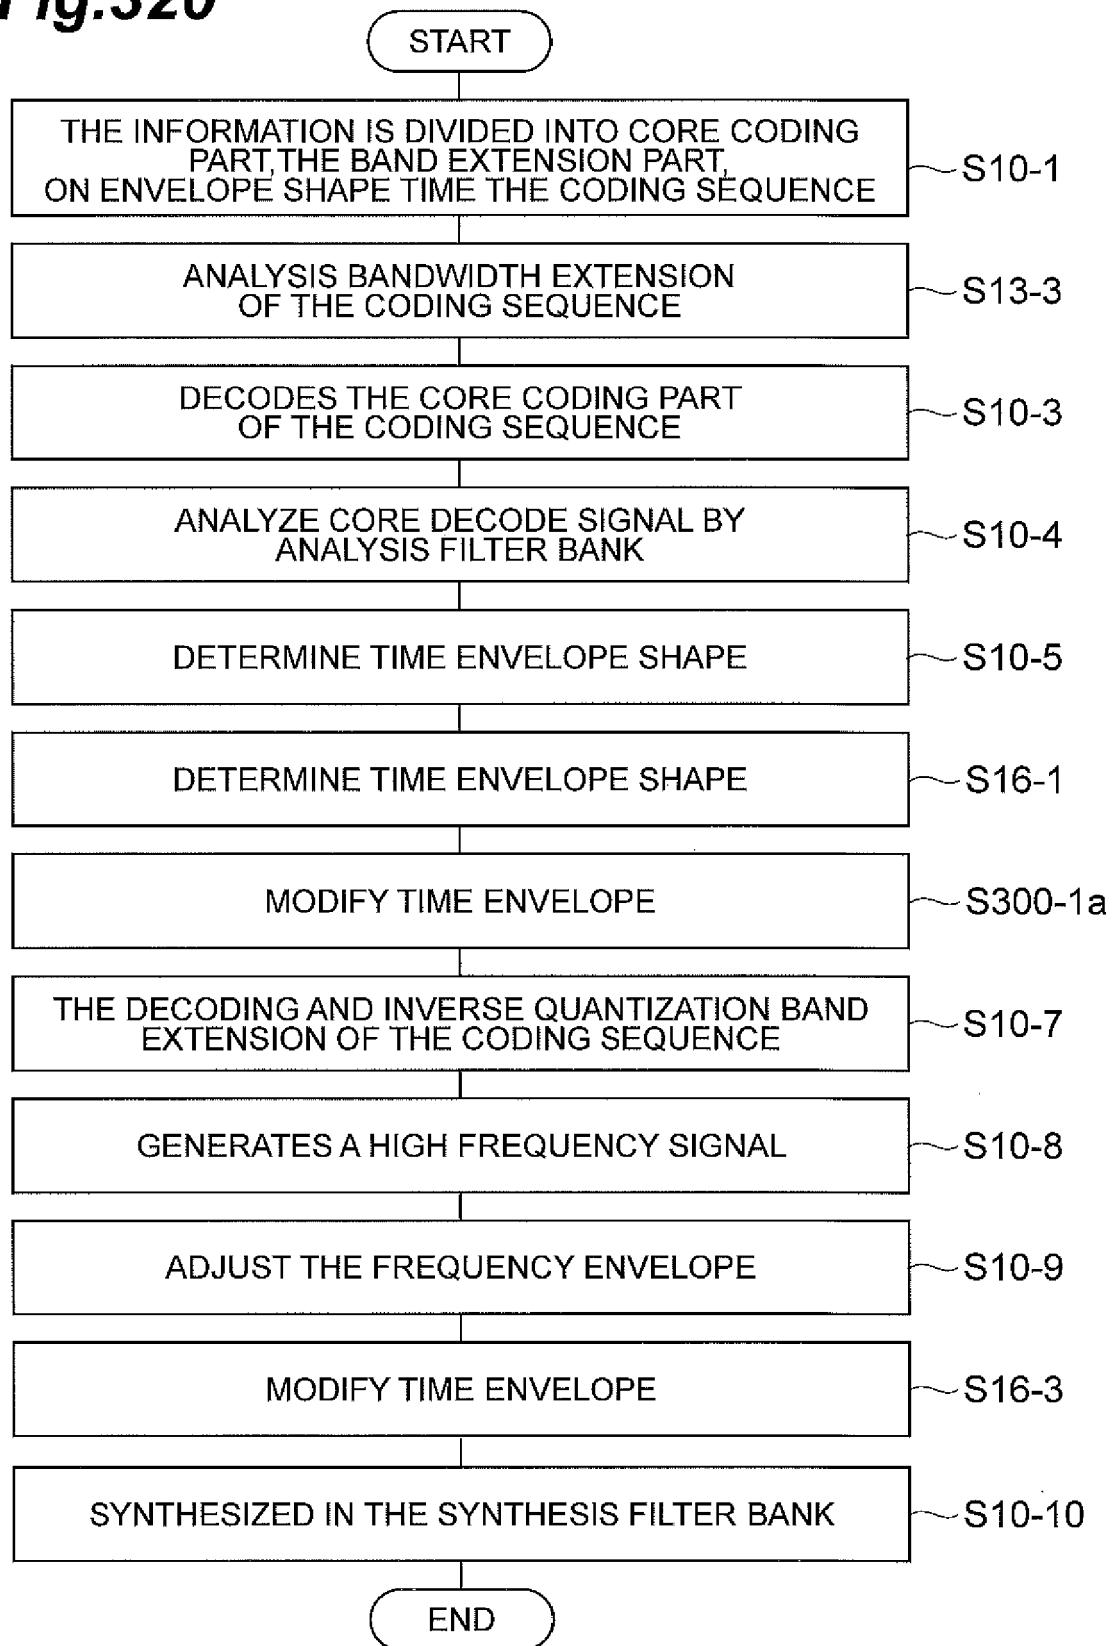 Fig.320
START
THE INFORMATION IS DIVIDED INTO CORE CODING
PART,THE BAND EXTENSION PART,
ON ENVELOPE SHAPE TIME THE CODING SEQUENCE
S10-1
ANALYSIS BANDWIDTH EXTENSION
OF THE CODING SEQUENCE
S13-3
DECODES THE CORE CODING PART
OF THE CODING SEQUENCE
S10-3
ANALYZE CORE DECODE SIGNAL BY
ANALYSIS FILTER BANK
S10-4
DETERMINE TIME ENVELOPE SHAPE
S10-5
DETERMINE TIME ENVELOPE SHAPE
S16-1
MODIFY TIME ENVELOPE
S300-1a
THE DECODING AND INVERSE QUANTIZATION BAND
EXTENSION OF THE CODING SEQUENCE
S10-7
GENERATES A HIGH FREQUENCY SIGNAL
S10-8
ADJUST THE FREQUENCY ENVELOPE
S10-9
MODIFY TIME ENVELOPE
S16-3
SYNTHESIZED IN THE SYNTHESIS FILTER BANK
S10-10
END